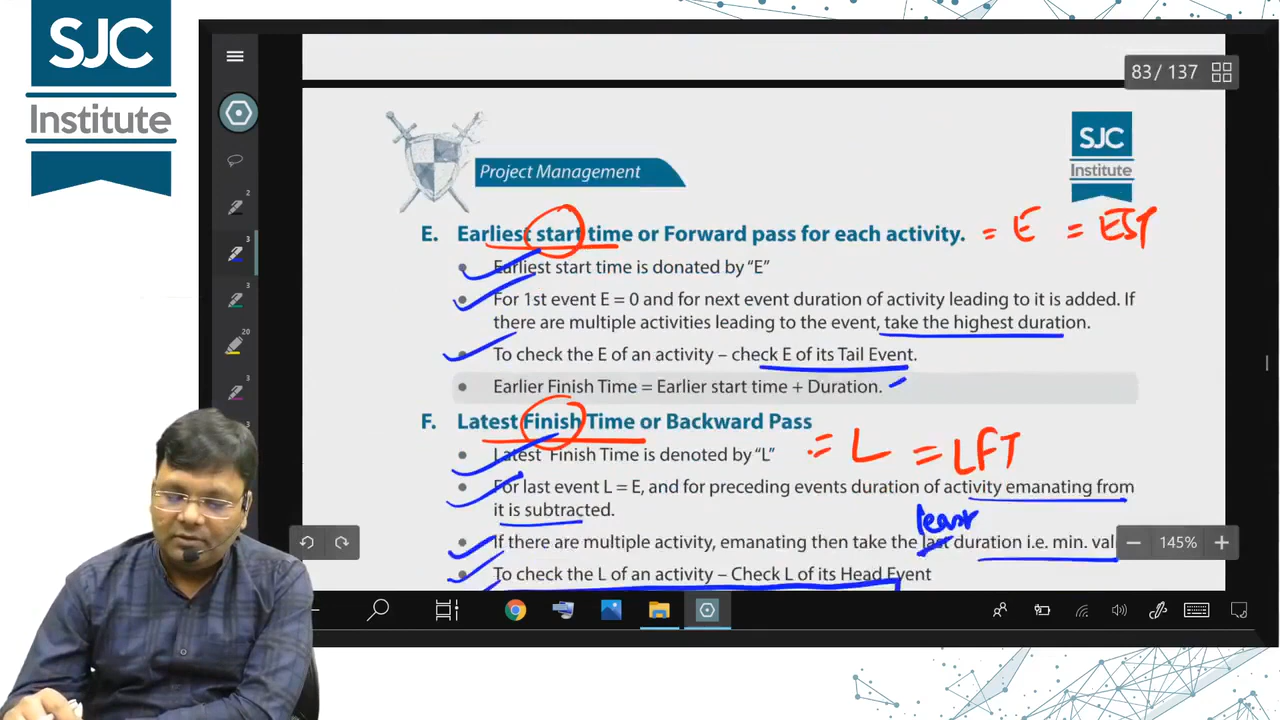 SJC
Institute
83 / 137
Project Management
SJC
Institute
E. Earliest start time or Forward pass for each activity. = E = EST
Earliest start time is donated by "E"
For 1st event E = 0 and for next event duration of activity leading to it is added. If
there are multiple activities leading to the event, take the highest duration.
To check the E of an activity – check E of its Tail Event.
Earlier Finish Time = Earlier start time + Duration.
F. Latest Finish Time or Backward Pass
Latest Finish Time is denoted by "L" = L = LFT
For last event L = E, and for preceding events duration of activity emanating from
it is subtracted.
least
If there are multiple activity, emanating then take the last duration i.e. min. val
To check the L of an activity – Check L of its Head Event
145%
2
3
3
20
3
3